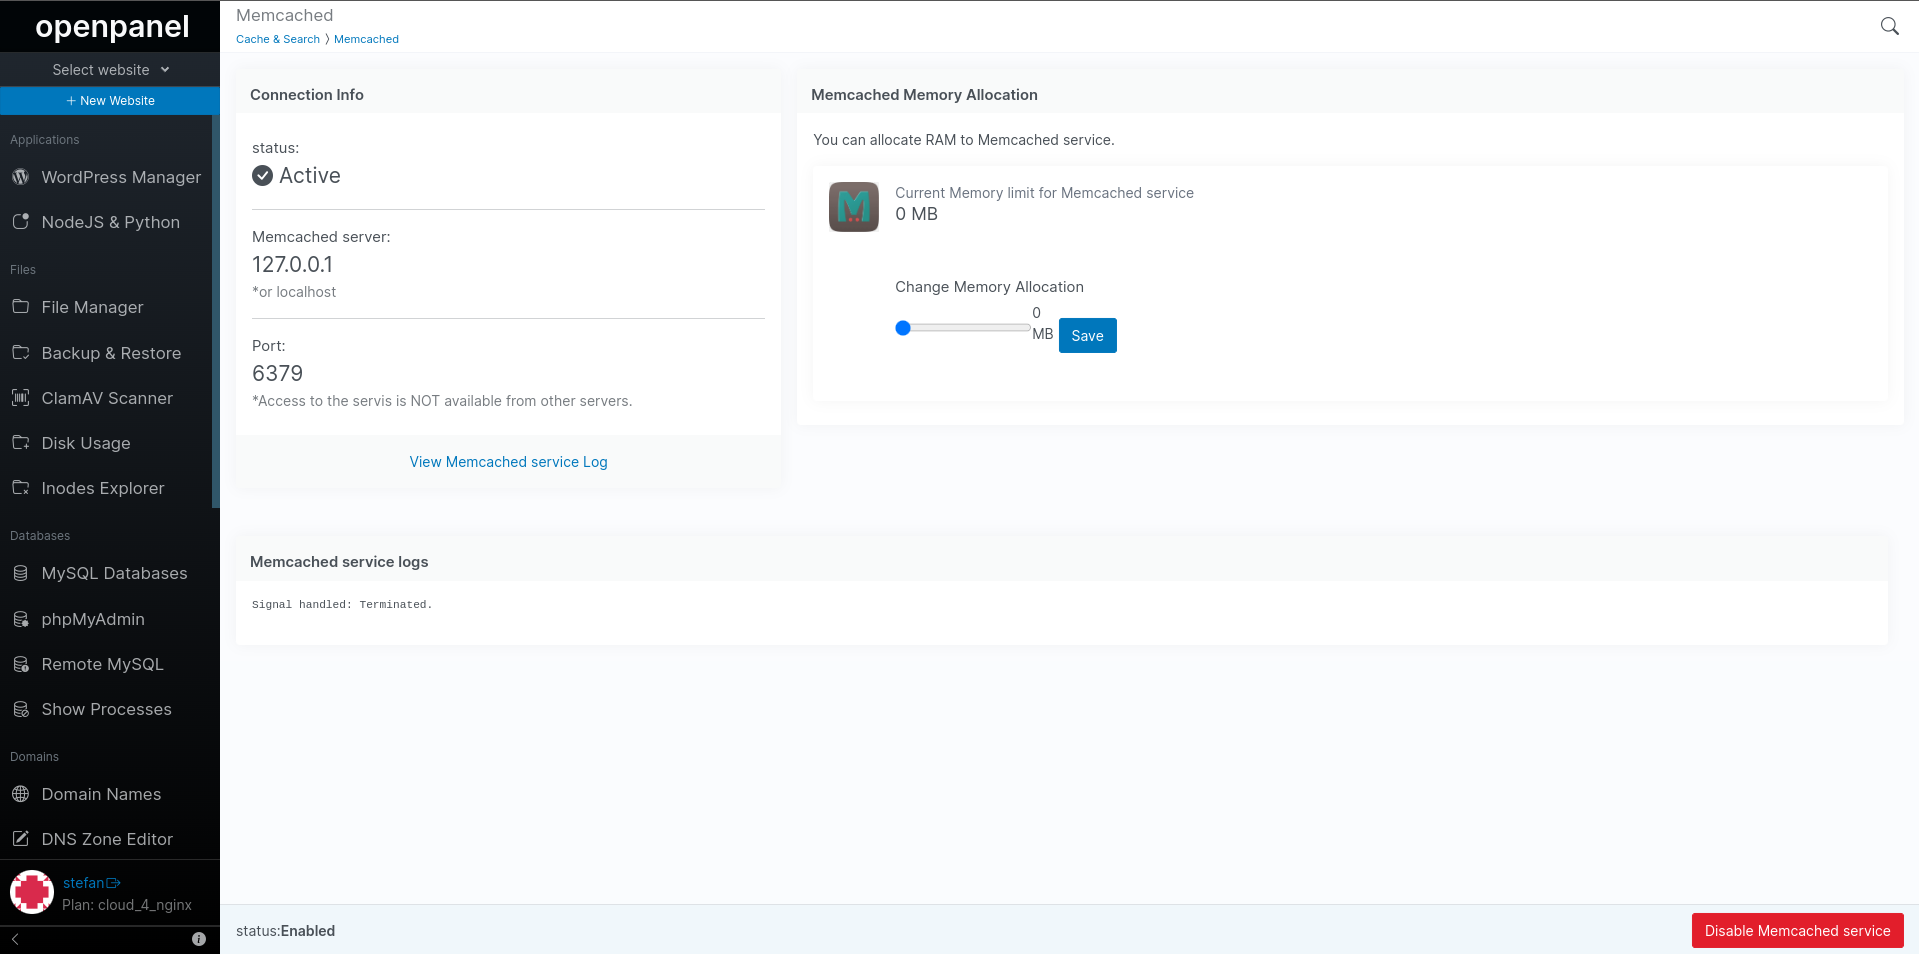 openpanel
Select website
+ New Website
Applications
WordPress Manager
NodeJS & Python
Files
File Manager
Backup & Restore
ClamAV Scanner
Disk Usage
Inodes Explorer
Databases
MySQL Databases
phpMyAdmin
Remote MySQL
Show Processes
Domains
Domain Names
DNS Zone Editor
stefan
Plan: cloud_4_nginx
Memcached
Cache & Search ⟩ Memcached
Connection Info
status:
Active
Memcached server:
127.0.0.1
*or localhost
Port:
6379
*Access to the servis is NOT available from other servers.
View Memcached service Log
Memcached Memory Allocation
You can allocate RAM to Memcached service.
Current Memory limit for Memcached service
0 MB
Change Memory Allocation
0
MB
Save
Memcached service logs
Signal handled: Terminated.
status:Enabled
Disable Memcached service